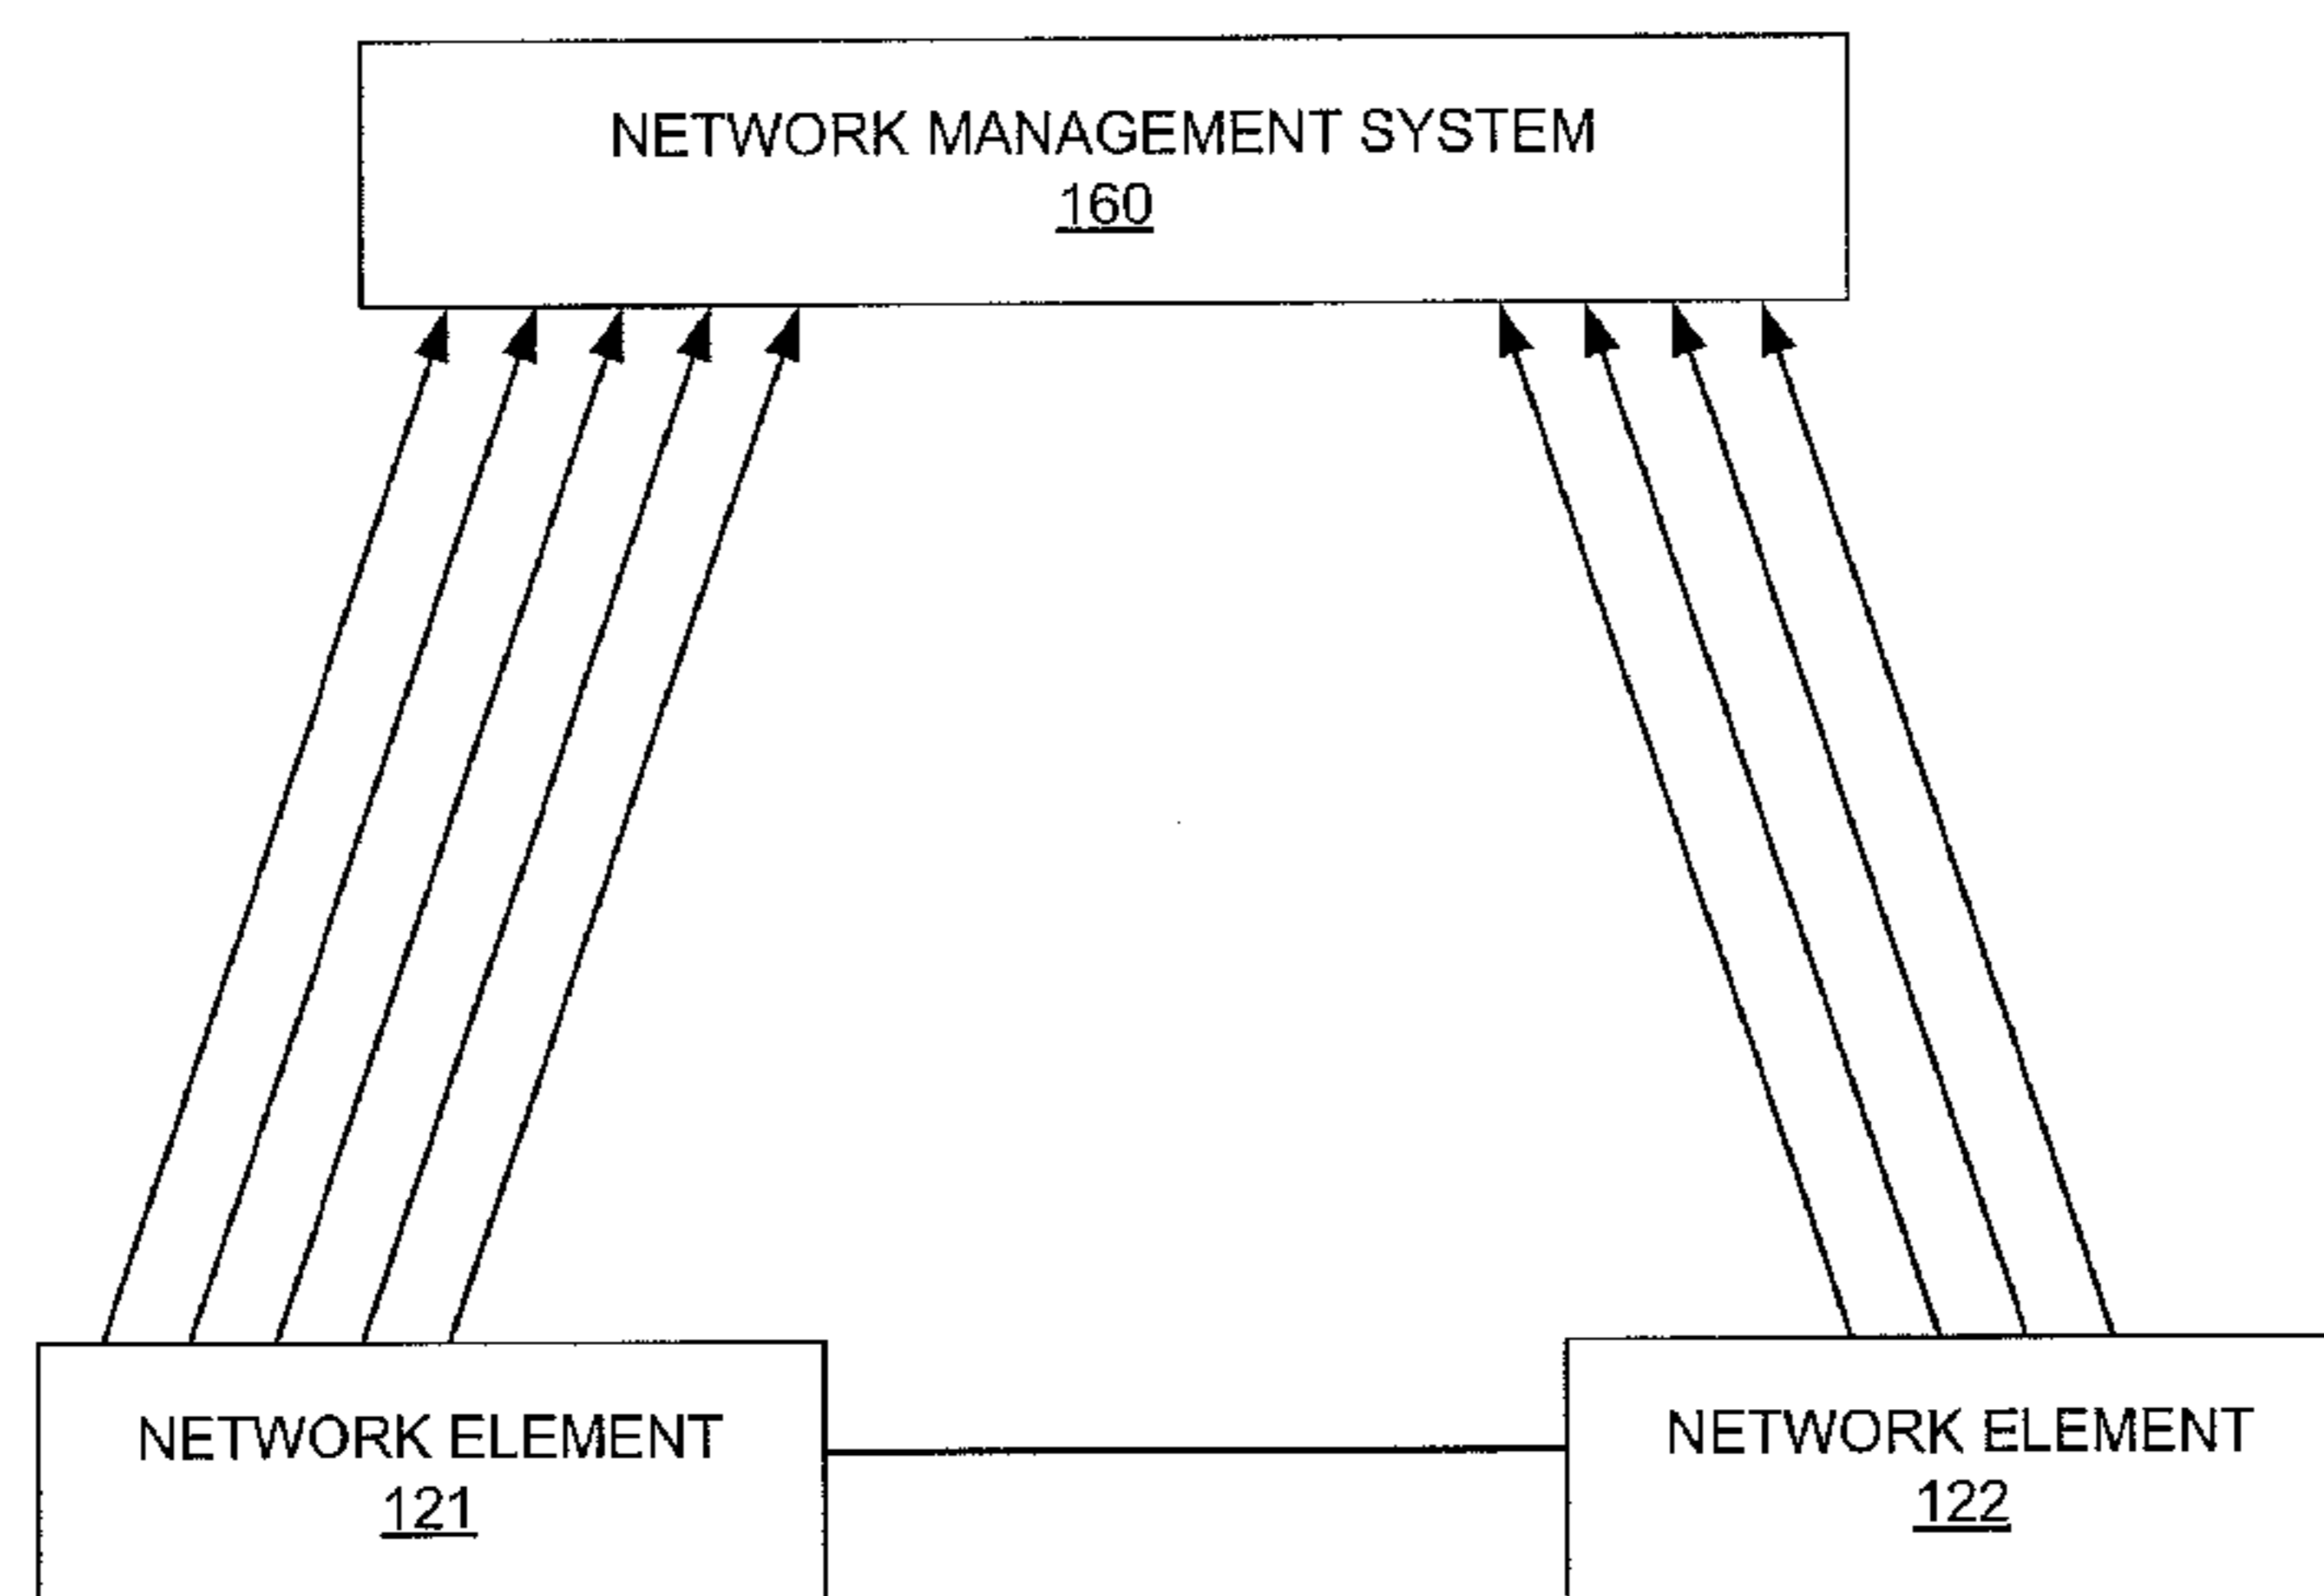 NETWORK MANAGEMENT SYSTEM
160
NETWORK ELEMENT
121
NETWORK ELEMENT
122